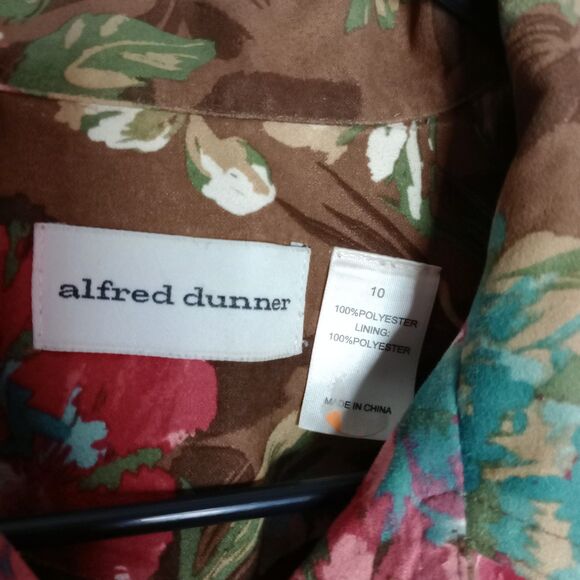 alfred dunner
10
100%POLYESTER
LINING:
100%POLYESTER
MADE IN CHINA